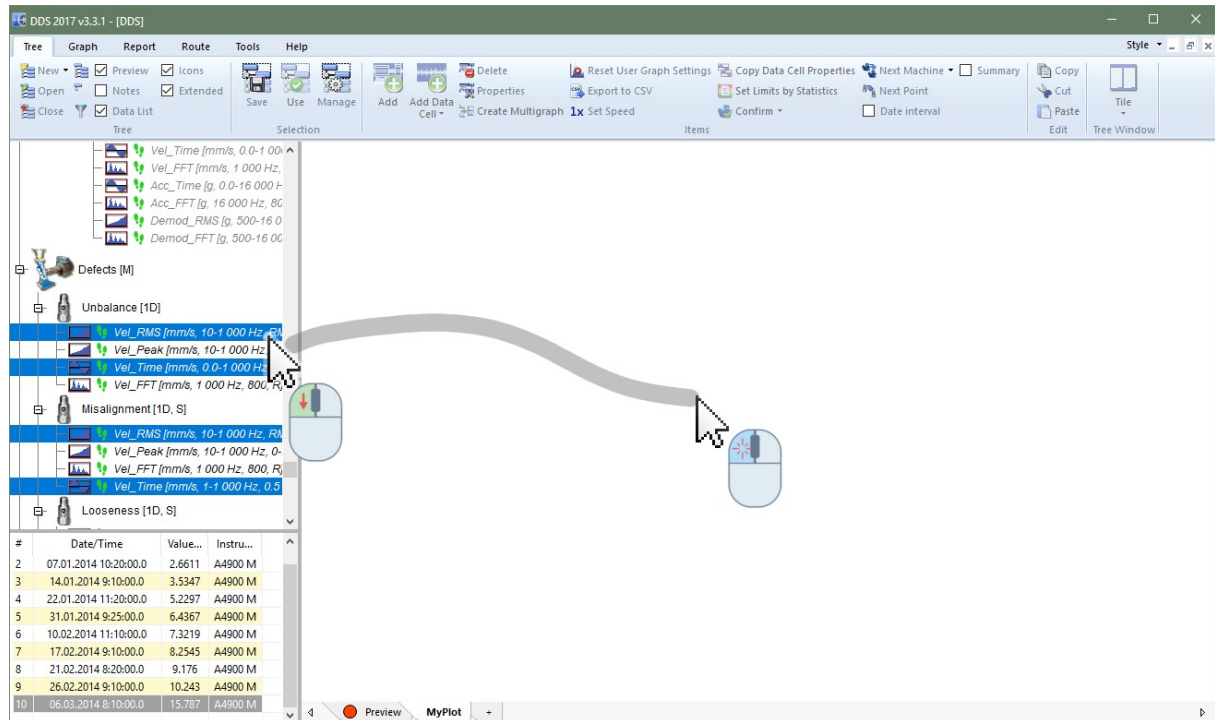 DDS 2017 v3.3.1 - [DDS]
Tree Graph Report Route Tools Help Style
New Preview Icons
Open Notes Extended
Close Data List
Tree
Save Use Manage
Selection
Add Add Data Cell
Delete Reset User Graph Settings Copy Data Cell Properties Next Machine Summary
Properties Export to CSV Set Limits by Statistics Next Point
Create Multigraph 1x Set Speed Confirm Date interval
Items
Copy
Cut
Paste
Edit
Tile
Tree Window
Vel_Time [mm/s, 0.0-1 00
Vel_FFT [mm/s, 1 000 Hz,
Acc_Time [g, 0.0-16 000 H
Acc_FFT [g, 16 000 Hz, 80
Demod_RMS [g, 500-16 0
Demod_FFT [g, 500-16 00
Defects [M]
Unbalance [1D]
Vel_RMS [mm/s, 10-1 000 Hz, RM
Vel_Peak [mm/s, 10-1 000 Hz,
Vel_Time [mm/s, 0.0-1 000 Hz
Vel_FFT [mm/s, 1 000 Hz, 800, R]
Misalignment [1D, S]
Vel_RMS [mm/s, 10-1 000 Hz, RM
Vel_Peak [mm/s, 10-1 000 Hz, 0-
Vel_FFT [mm/s, 1 000 Hz, 800, R]
Vel_Time [mm/s, 1-1 000 Hz, 0.5
Looseness [1D, S]
# Date/Time Value... Instru...
2 07.01.2014 10:20:00.0 2.6611 A4900 M
3 14.01.2014 9:10:00.0 3.5347 A4900 M
4 22.01.2014 11:20:00.0 5.2297 A4900 M
5 31.01.2014 9:25:00.0 6.4367 A4900 M
6 10.02.2014 11:10:00.0 7.3219 A4900 M
7 17.02.2014 9:10:00.0 8.2545 A4900 M
8 21.02.2014 8:20:00.0 9.176 A4900 M
9 26.02.2014 9:10:00.0 10.243 A4900 M
10 06.03.2014 8:10:00.0 15.787 A4900 M
Preview MyPlot +